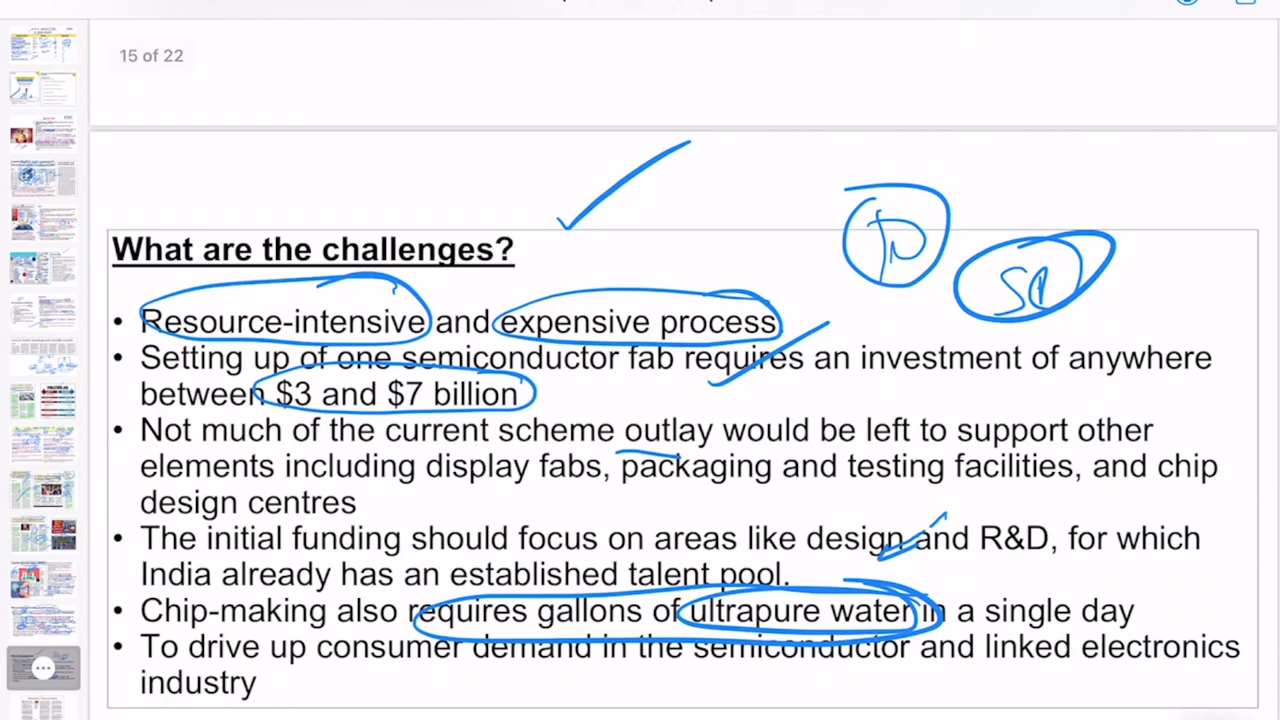 15 of 22
What are the challenges?
• Resource-intensive and expensive process
• Setting up of one semiconductor fab requires an investment of anywhere
between $3 and $7 billion
• Not much of the current scheme outlay would be left to support other
elements including display fabs, packaging and testing facilities, and chip
design centres
• The initial funding should focus on areas like design and R&D, for which
India already has an established talent pool.
• Chip-making also requires gallons of ultrapure water in a single day
• To drive up consumer demand in the semiconductor and linked electronics
industry